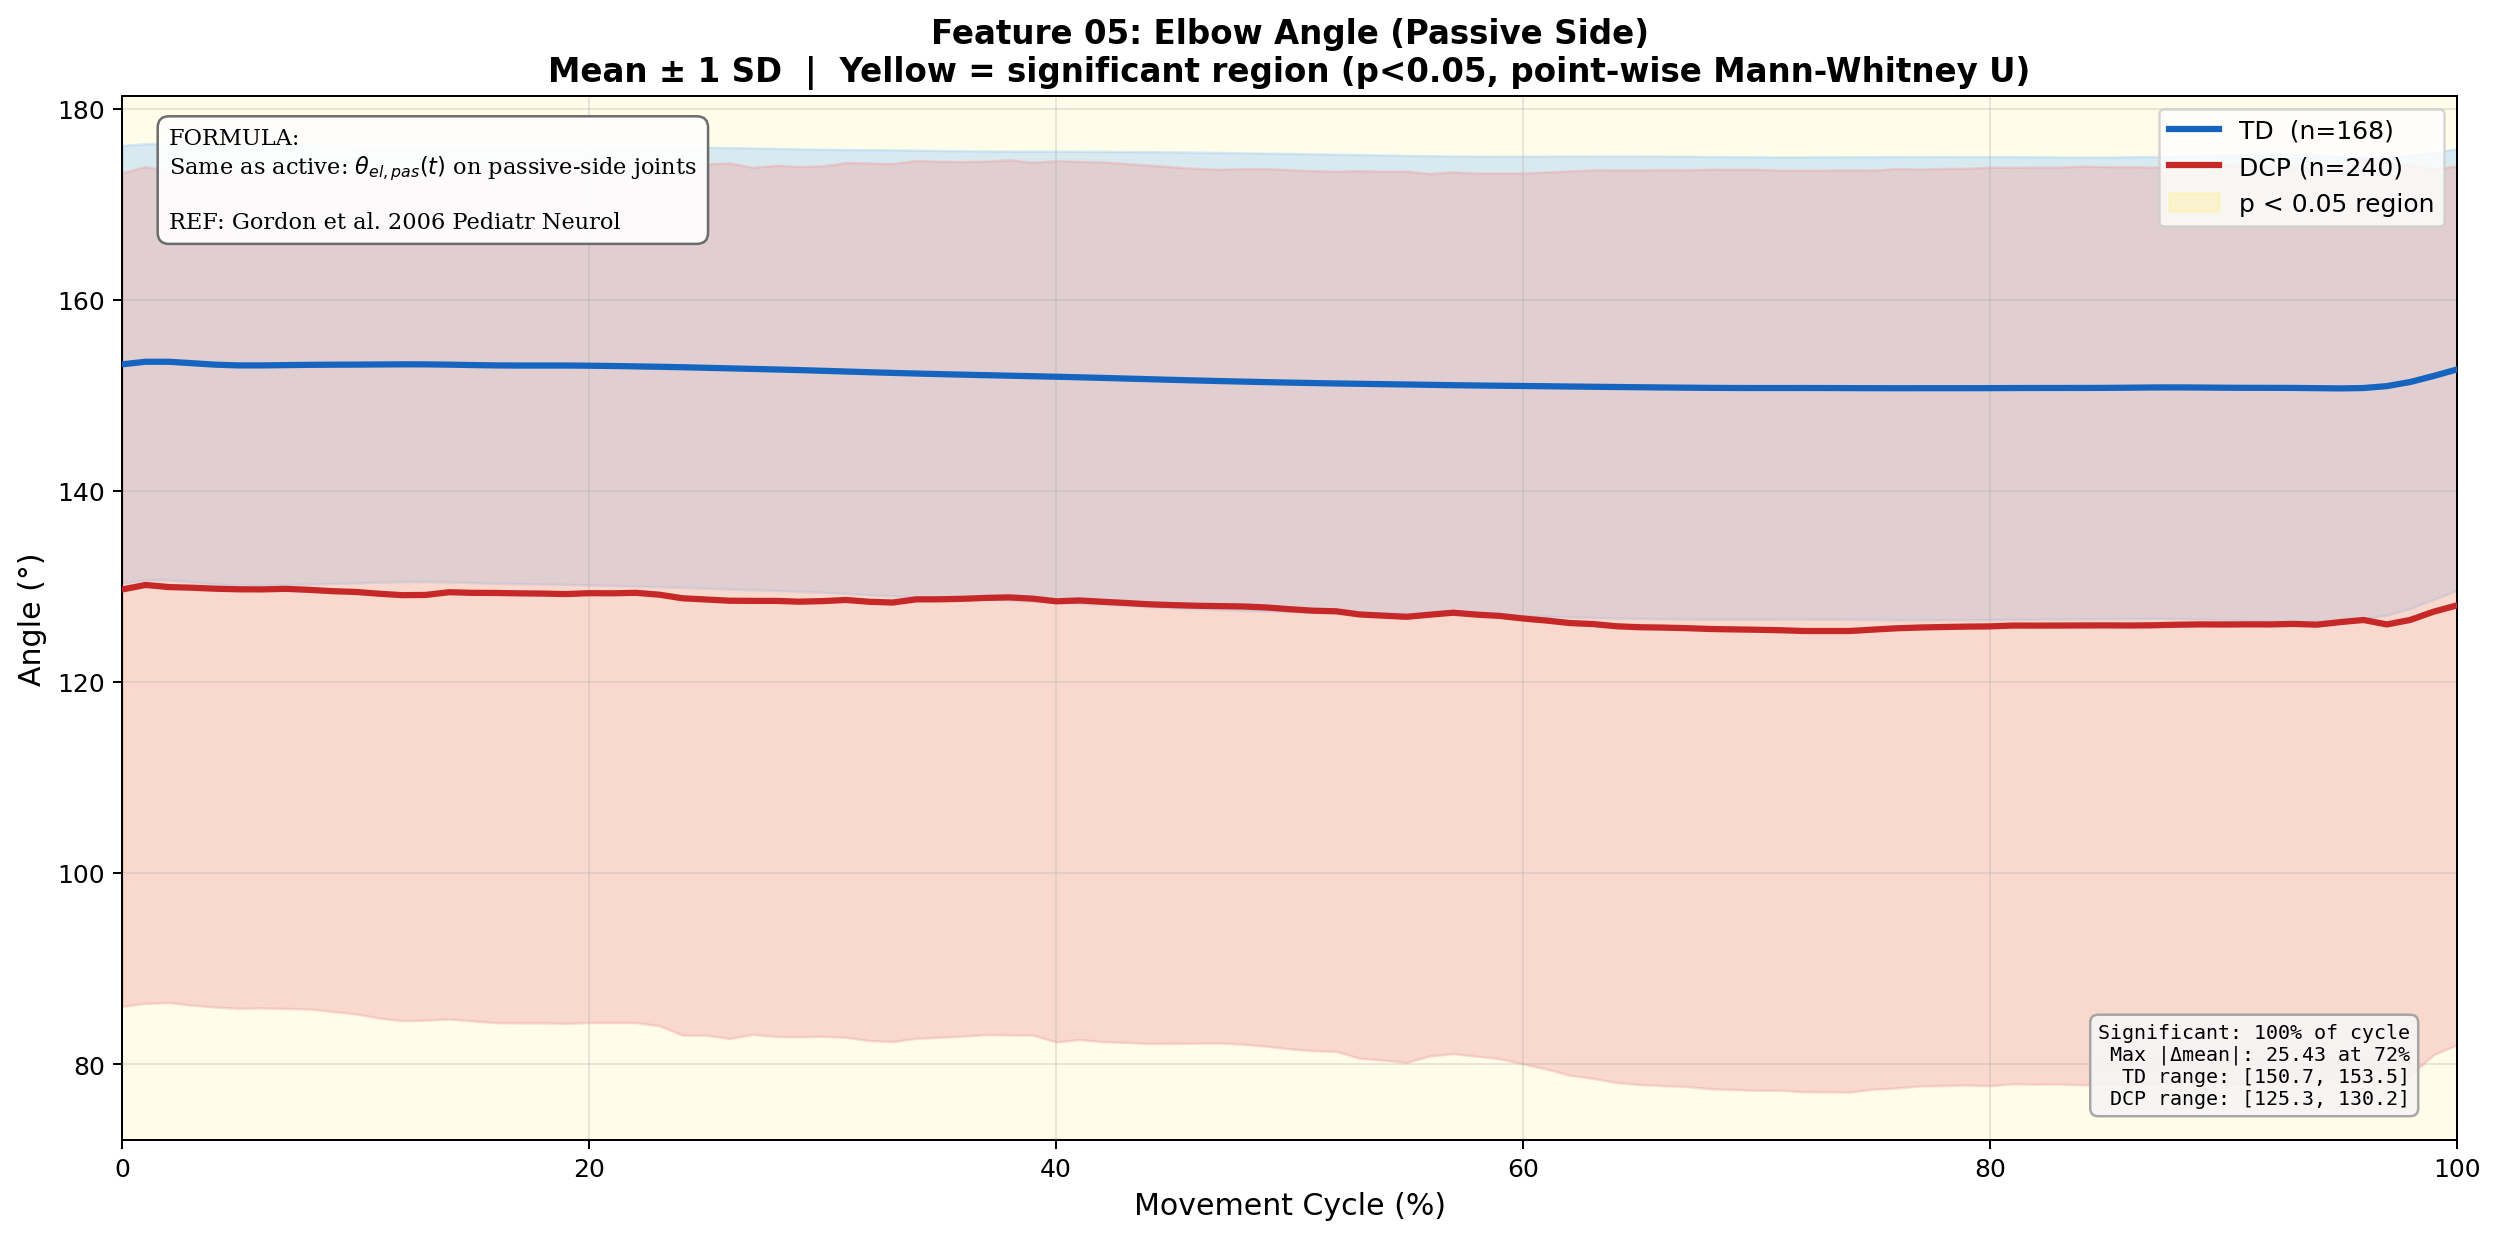 Feature 05: Elbow Angle (Passive Side)
Mean ± 1 SD  |  Yellow = significant region (p<0.05, point-wise Mann-Whitney U)
FORMULA:
Same as active: θ_{el,pas}(t) on passive-side joints
REF: Gordon et al. 2006 Pediatr Neurol
TD  (n=168)
DCP (n=240)
p < 0.05 region
Angle (°)
180
160
140
120
100
80
Significant: 100% of cycle
Max |Δmean|: 25.43 at 72%
TD range: [150.7, 153.5]
DCP range: [125.3, 130.2]
0
20
40
60
80
100
Movement Cycle (%)